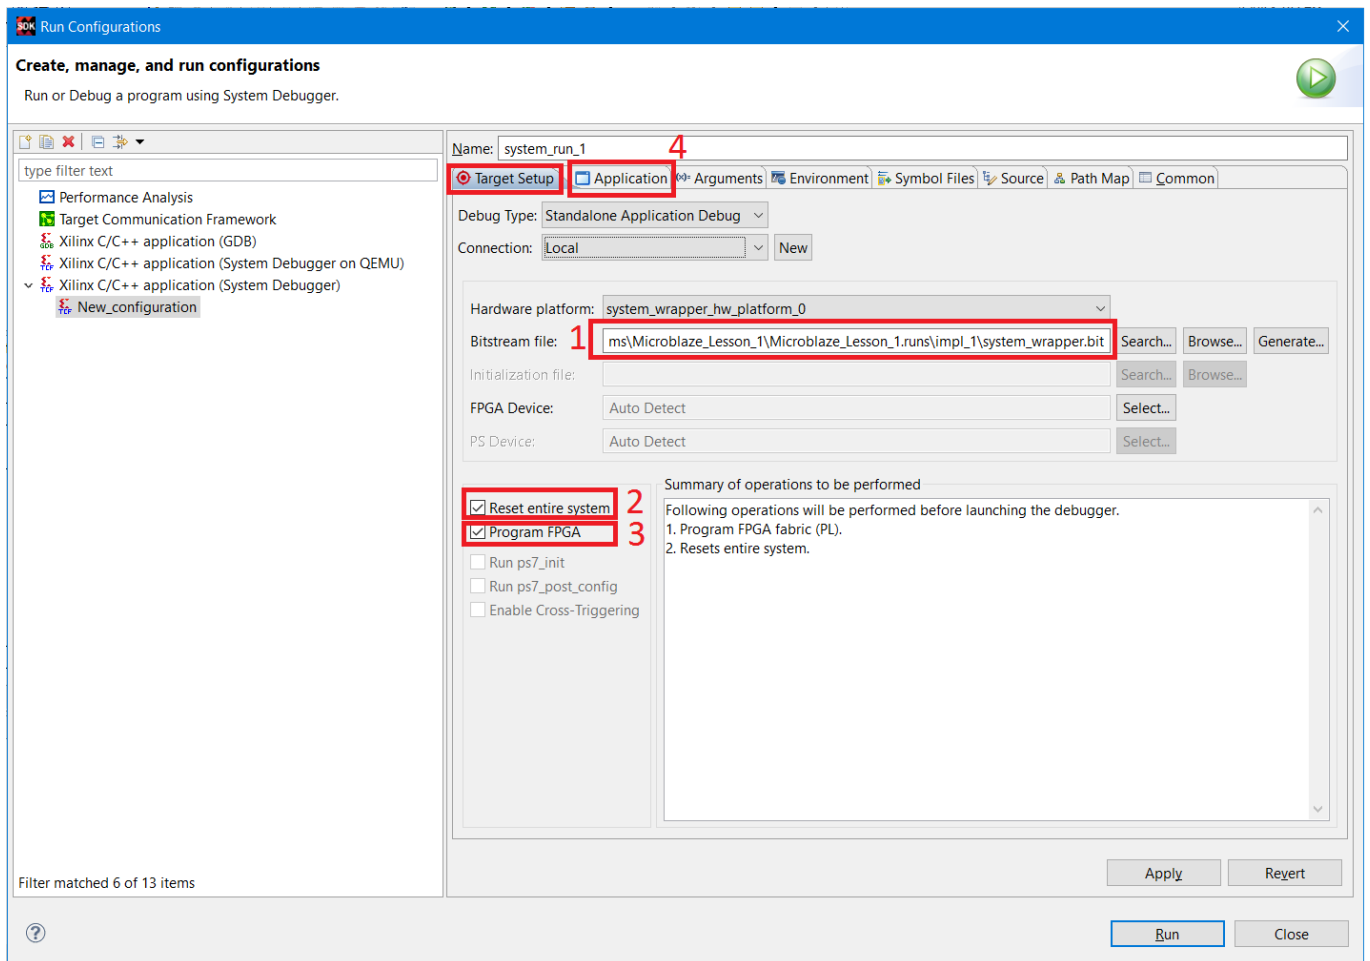 SDK Run Configurations
Create, manage, and run configurations
Run or Debug a program using System Debugger.
type filter text
Performance Analysis
Target Communication Framework
Xilinx C/C++ application (GDB)
Xilinx C/C++ application (System Debugger on QEMU)
Xilinx C/C++ application (System Debugger)
New_configuration
Filter matched 6 of 13 items
Name: system_run_1
4
Target Setup Application Arguments Environment Symbol Files Source Path Map Common
Debug Type: Standalone Application Debug
Connection: Local New
Hardware platform: system_wrapper_hw_platform_0
Bitstream file: 1 ms\Microblaze_Lesson_1\Microblaze_Lesson_1.runs\impl_1\system_wrapper.bit Search... Browse... Generate...
Initialization file: Search... Browse...
FPGA Device: Auto Detect Select...
PS Device: Auto Detect Select...
Reset entire system 2
Program FPGA 3
Run ps7_init
Run ps7_post_config
Enable Cross-Triggering
Summary of operations to be performed
Following operations will be performed before launching the debugger.
1. Program FPGA fabric (PL).
2. Resets entire system.
Apply Revert
Run Close